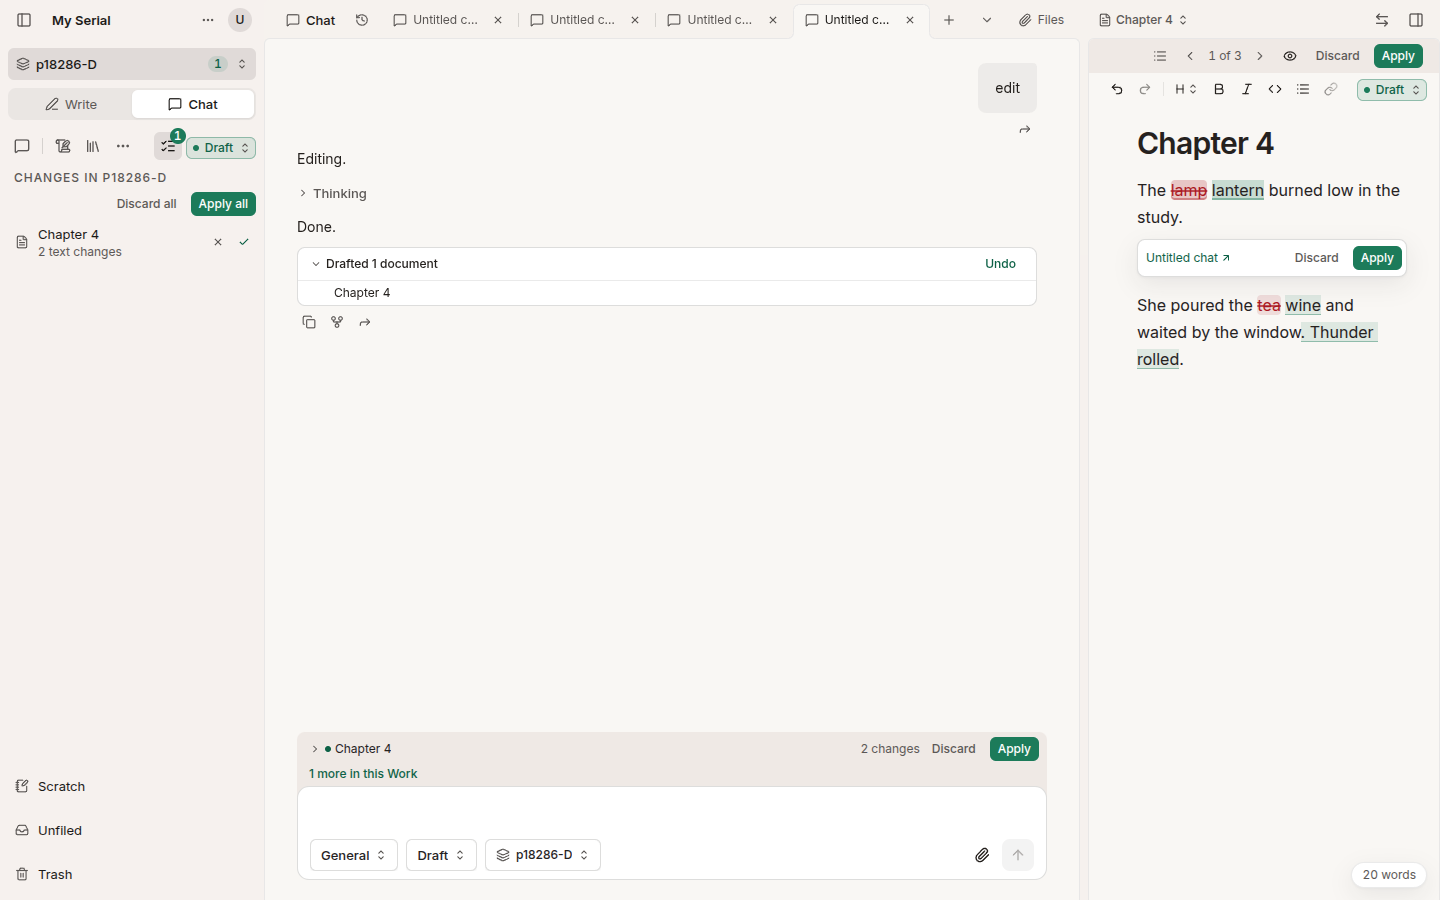 My Serial
U
p18286-D
1
Write
Chat
1
Draft
CHANGES IN P18286-D
Discard all
Apply all
Chapter 4
2 text changes
Scratch
Unfiled
Trash
Chat
Untitled c...
Untitled c...
Untitled c...
Untitled c...
Files
edit
Editing.
Thinking
Done.
Drafted 1 document
Undo
Chapter 4
Chapter 4
2 changes
Discard
Apply
1 more in this Work
General
Draft
p18286-D
Chapter 4
1 of 3
Discard
Apply
H
B
I
Draft
Chapter 4
The lamp lantern burned low in the
study.
Untitled chat
Discard
Apply
She poured the tea wine and
waited by the window. Thunder
rolled.
20 words